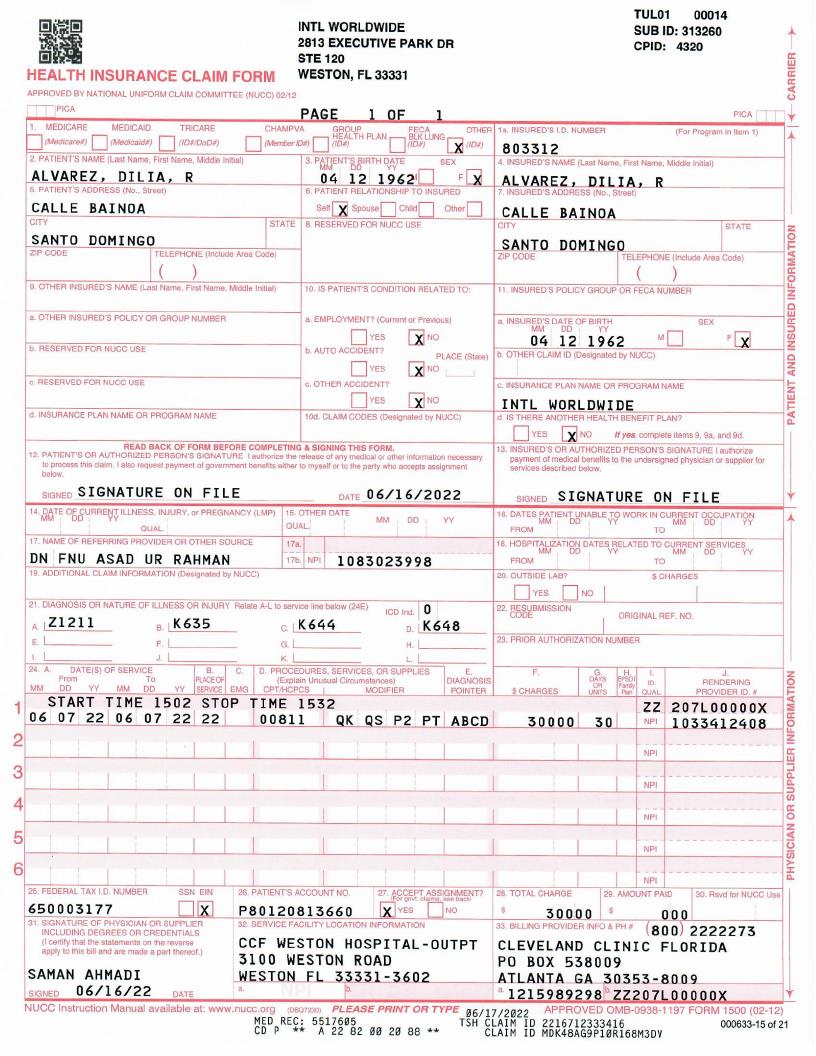 TUL01 00014
INTL WORLDWIDE SUB ID: 313260
2813 EXECUTIVE PARK DR CPID: 4320
STE 120
WESTON, FL 33331
HEALTH INSURANCE CLAIM FORM
APPROVED BY NATIONAL UNIFORM CLAIM COMMITTEE (NUCC) 02/12
CARRIER
PICA PAGE 1 OF 1 PICA
1. MEDICARE MEDICAID TRICARE CHAMPVA GROUP HEALTH PLAN FECA BLK LUNG OTHER 1a. INSURED'S I.D. NUMBER (For Program in Item 1)
(Medicare#) (Medicaid#) (ID#/DoD#) (Member ID#) (ID#) (ID#) X (ID#) 803312
2. PATIENT'S NAME (Last Name, First Name, Middle Initial) 3. PATIENT'S BIRTH DATE SEX 4. INSURED'S NAME (Last Name, First Name, Middle Initial)
MM DD YY
ALVAREZ, DILIA, R 04 12 1962 M F X ALVAREZ, DILIA, R
5. PATIENT'S ADDRESS (No., Street) 6. PATIENT RELATIONSHIP TO INSURED 7. INSURED'S ADDRESS (No., Street)
CALLE BAINOA Self X Spouse Child Other CALLE BAINOA
CITY STATE 8. RESERVED FOR NUCC USE CITY STATE
SANTO DOMINGO SANTO DOMINGO
ZIP CODE TELEPHONE (Include Area Code) ZIP CODE TELEPHONE (Include Area Code)
( ) ( )
9. OTHER INSURED'S NAME (Last Name, First Name, Middle Initial) 10. IS PATIENT'S CONDITION RELATED TO: 11. INSURED'S POLICY GROUP OR FECA NUMBER
a. OTHER INSURED'S POLICY OR GROUP NUMBER a. EMPLOYMENT? (Current or Previous) a. INSURED'S DATE OF BIRTH SEX
MM DD YY
YES X NO 04 12 1962 M F X
b. RESERVED FOR NUCC USE b. AUTO ACCIDENT? PLACE (State) b. OTHER CLAIM ID (Designated by NUCC)
YES X NO
c. RESERVED FOR NUCC USE c. OTHER ACCIDENT? c. INSURANCE PLAN NAME OR PROGRAM NAME
YES X NO INTL WORLDWIDE
d. INSURANCE PLAN NAME OR PROGRAM NAME 10d. CLAIM CODES (Designated by NUCC) d. IS THERE ANOTHER HEALTH BENEFIT PLAN?
YES X NO If yes, complete items 9, 9a, and 9d.
PATIENT AND INSURED INFORMATION
READ BACK OF FORM BEFORE COMPLETING & SIGNING THIS FORM.
12. PATIENT'S OR AUTHORIZED PERSON'S SIGNATURE I authorize the release of any medical or other information necessary
to process this claim. I also request payment of government benefits either to myself or to the party who accepts assignment
below.
SIGNED SIGNATURE ON FILE DATE 06/16/2022
13. INSURED'S OR AUTHORIZED PERSON'S SIGNATURE I authorize
payment of medical benefits to the undersigned physician or supplier for
services described below.
SIGNED SIGNATURE ON FILE
14. DATE OF CURRENT ILLNESS, INJURY, or PREGNANCY (LMP) 15. OTHER DATE 16. DATES PATIENT UNABLE TO WORK IN CURRENT OCCUPATION
MM DD YY QUAL. QUAL. MM DD YY FROM MM DD YY TO MM DD YY
17. NAME OF REFERRING PROVIDER OR OTHER SOURCE 17a. 18. HOSPITALIZATION DATES RELATED TO CURRENT SERVICES
DN FNU ASAD UR RAHMAN 17b. NPI 1083023998 FROM MM DD YY TO MM DD YY
19. ADDITIONAL CLAIM INFORMATION (Designated by NUCC) 20. OUTSIDE LAB? $ CHARGES
YES NO
21. DIAGNOSIS OR NATURE OF ILLNESS OR INJURY Relate A-L to service line below (24E) ICD Ind. 0 22. RESUBMISSION CODE ORIGINAL REF. NO.
A. Z1211 B. K635 C. K644 D. K648
E. F. G. H. 23. PRIOR AUTHORIZATION NUMBER
I. J. K. L.
24. A. DATE(S) OF SERVICE B. C. D. PROCEDURES, SERVICES, OR SUPPLIES E. F. G. H. I. J.
From To PLACE OF (Explain Unusual Circumstances) DIAGNOSIS DAYS OR EPSDT Family ID. RENDERING
MM DD YY MM DD YY SERVICE EMG CPT/HCPCS MODIFIER POINTER $ CHARGES UNITS Plan QUAL. PROVIDER ID. #
START TIME 1502 STOP TIME 1532 ZZ 207L00000X
1 06 07 22 06 07 22 22 00811 QK QS P2 PT ABCD 30000 30 NPI 1033412408
2 NPI
3 NPI
4 NPI
5 NPI
6 NPI
PHYSICIAN OR SUPPLIER INFORMATION
25. FEDERAL TAX I.D. NUMBER SSN EIN 26. PATIENT'S ACCOUNT NO. 27. ACCEPT ASSIGNMENT? (For govt. claims, see back) 28. TOTAL CHARGE 29. AMOUNT PAID 30. Rsvd for NUCC Use
650003177 X P80120813660 X YES NO $ 30000 $ 000
31. SIGNATURE OF PHYSICIAN OR SUPPLIER
INCLUDING DEGREES OR CREDENTIALS
(I certify that the statements on the reverse
apply to this bill and are made a part thereof.)
SAMAN AHMADI
SIGNED 06/16/22 DATE
32. SERVICE FACILITY LOCATION INFORMATION
CCF WESTON HOSPITAL-OUTPT
3100 WESTON ROAD
WESTON FL 33331-3602
a. NPI b.
33. BILLING PROVIDER INFO & PH # (800) 2222273
CLEVELAND CLINIC FLORIDA
PO BOX 538009
ATLANTA GA 30353-8009
a. 1215989298 b. ZZ207L00000X
NUCC Instruction Manual available at: www.nucc.org (DBQ7230) PLEASE PRINT OR TYPE APPROVED OMB-0938-1197 FORM 1500 (02-12)
06/17/2022
MED REC: 5517605 TSH CLAIM ID 2216712333416 000633-15 of 21
CD P ** A 22 82 00 20 88 ** CLAIM ID MDK48AG9P10R168M3DV